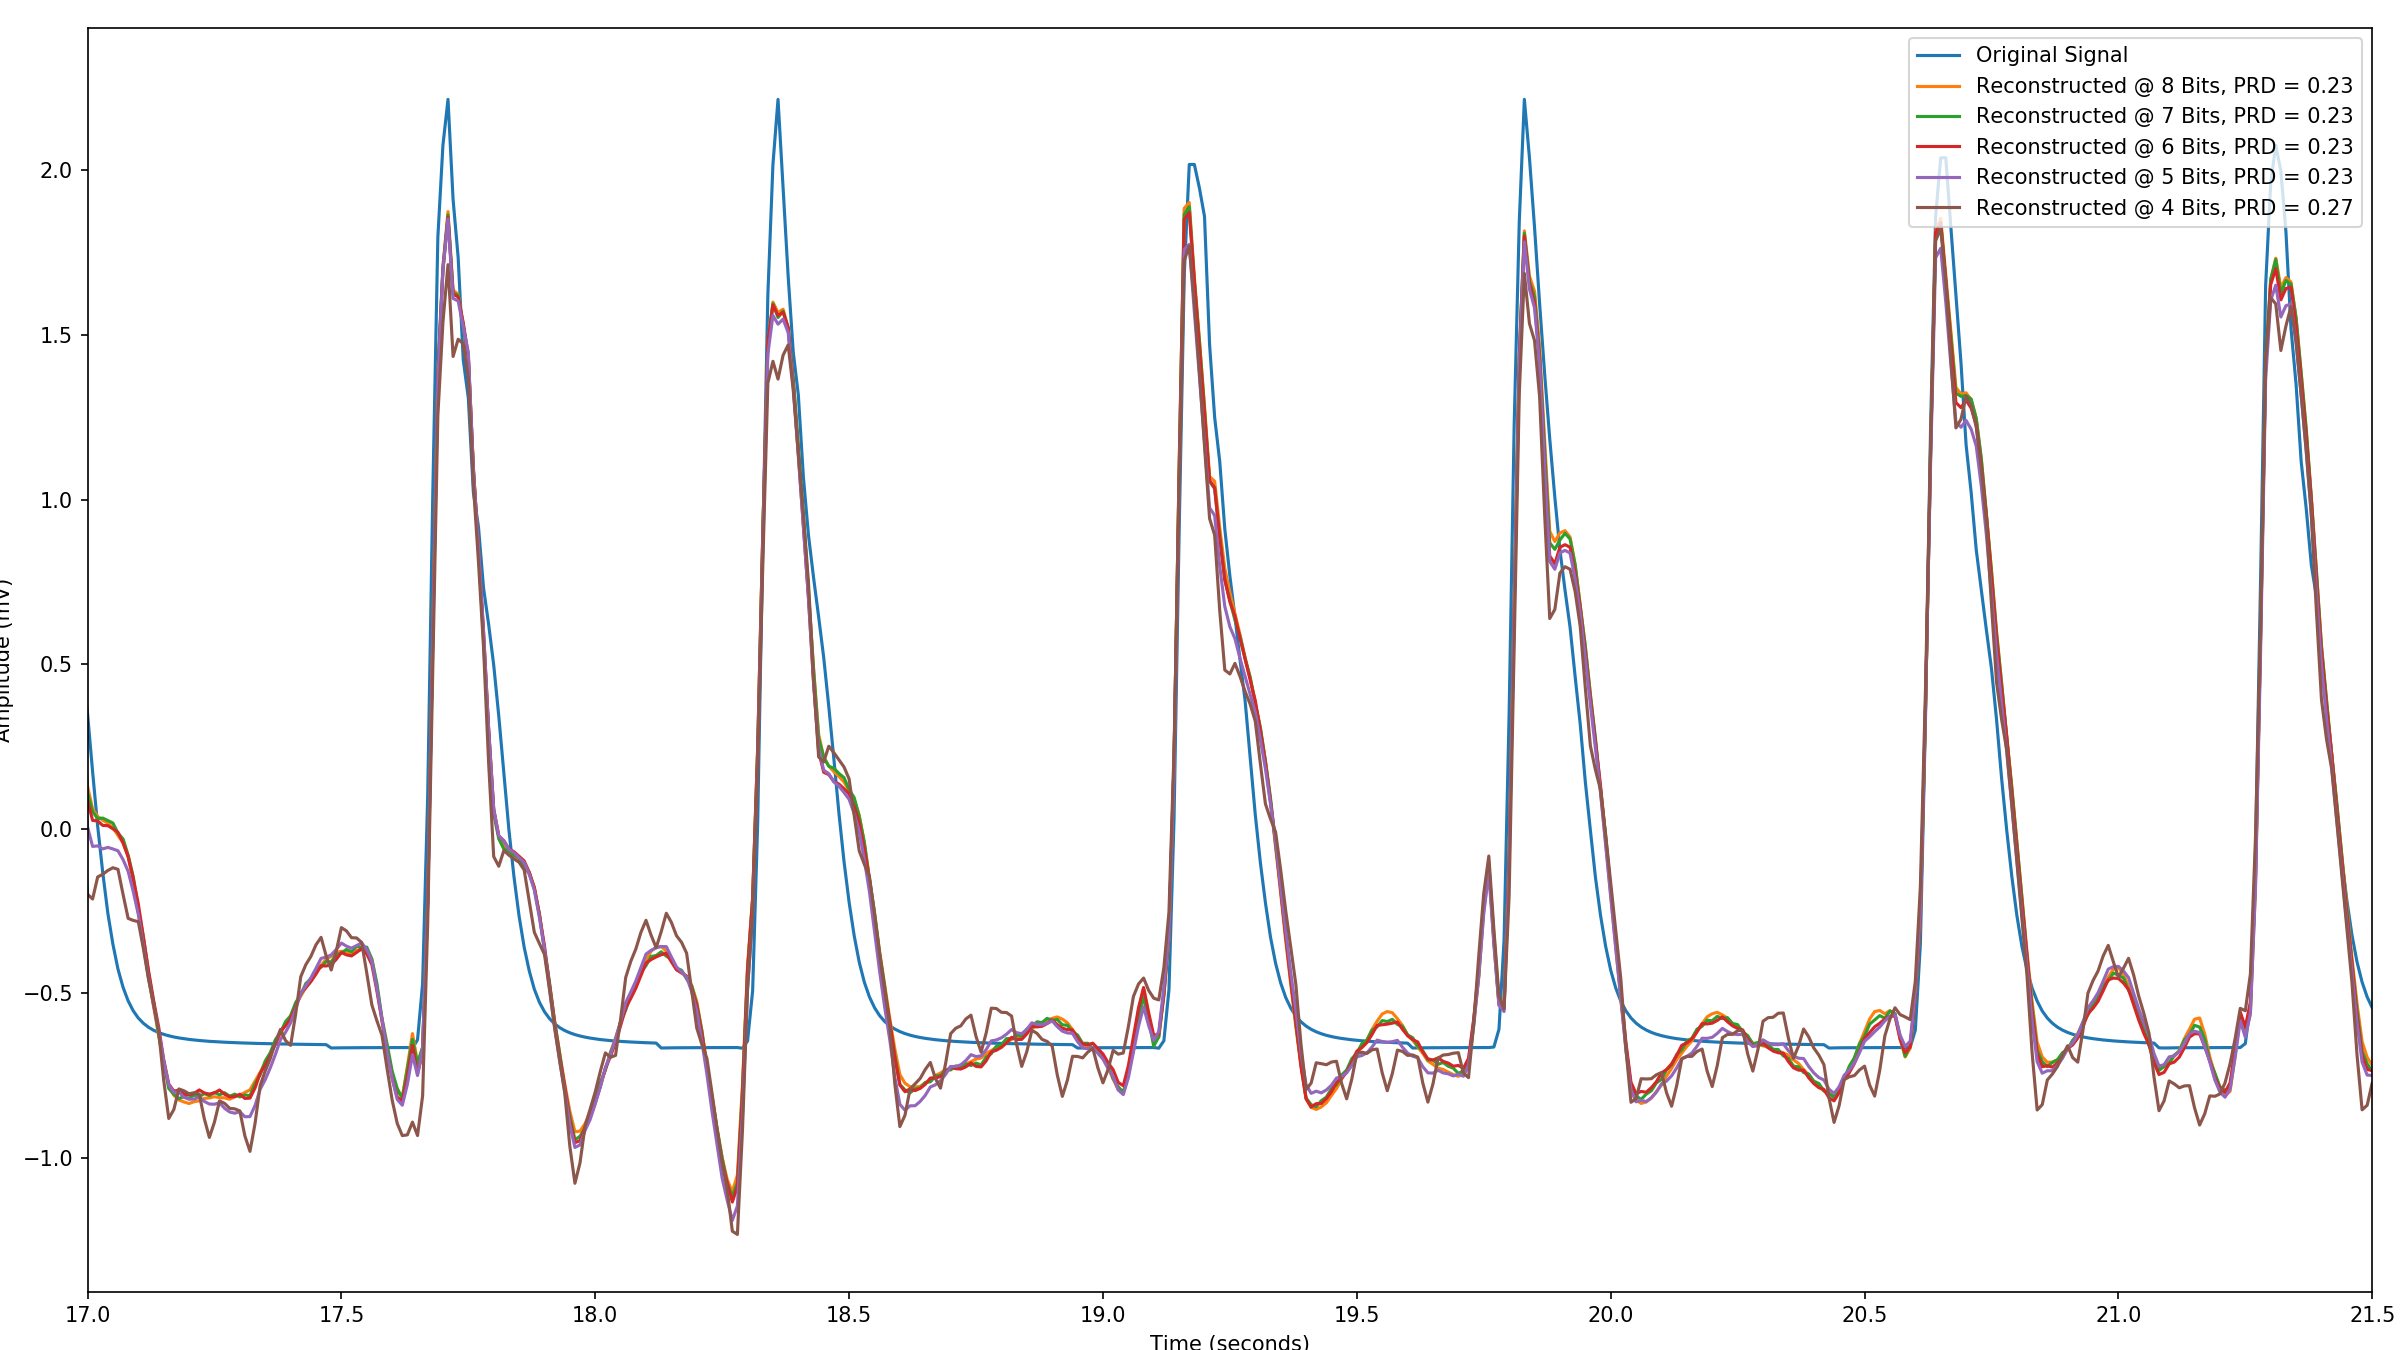 Original Signal
Reconstructed @ 8 Bits, PRD = 0.23
Reconstructed @ 7 Bits, PRD = 0.23
Reconstructed @ 6 Bits, PRD = 0.23
Reconstructed @ 5 Bits, PRD = 0.23
Reconstructed @ 4 Bits, PRD = 0.27
Amplitude (mV)
2.0
1.5
1.0
0.5
0.0
−0.5
−1.0
17.0 17.5 18.0 18.5 19.0 19.5 20.0 20.5 21.0 21.5
Time (seconds)